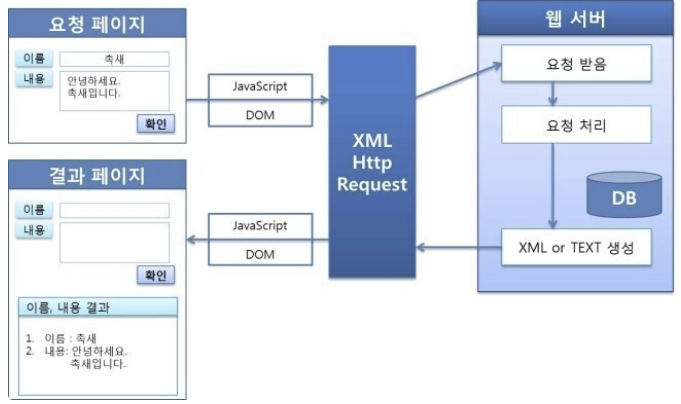 요청 페이지
이름
촉새
내용
안녕하세요.
촉새입니다.
확인
JavaScript
DOM
XML
Http
Request
웹 서버
요청 받음
요청 처리
DB
XML or TEXT 생성
결과 페이지
이름
내용
확인
JavaScript
DOM
이름, 내용 결과
1. 이름 : 촉새
2. 내용: 안녕하세요.
촉새입니다.